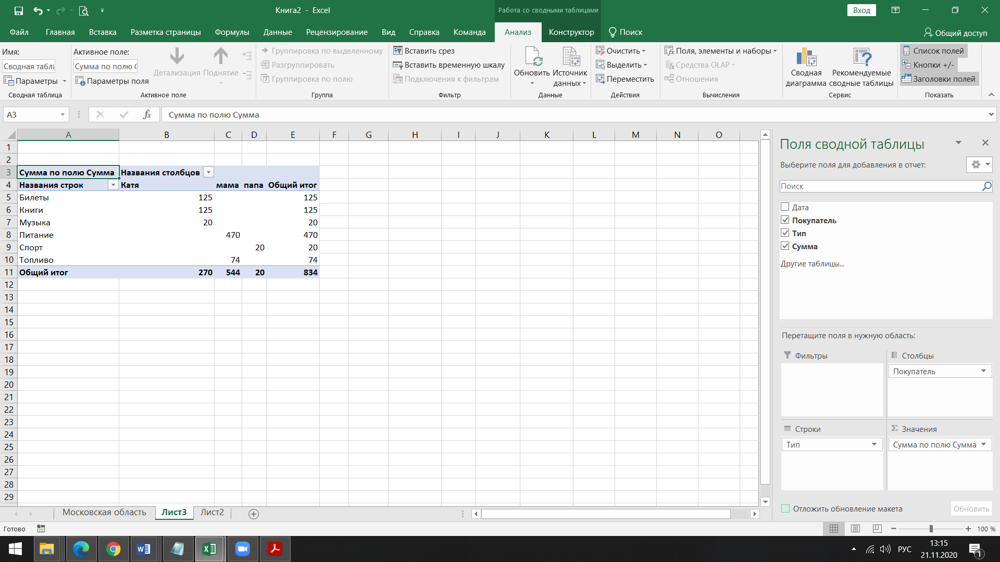 Книга2 - Excel
Работа со сводными таблицами
Вход
Файл Главная Вставка Разметка страницы Формулы Данные Рецензирование Вид Справка Команда Анализ Конструктор Поиск Общий доступ
Имя:
Сводная табли
Параметры
Сводная таблица
Активное поле:
Сумма по полю С
Параметры поля
Детализация Поднятие
Активное поле
Группировка по выделенному
Разгруппировать
Группировка по полю
Группа
Вставить срез
Вставить временную шкалу
Подключения к фильтрам
Фильтр
Обновить Источник
данных
Данные
Очистить
Выделить
Переместить
Действия
Поля, элементы и наборы
Средства OLAP
Отношения
Вычисления
Сводная Рекомендуемые
диаграмма сводные таблицы
Сервис
Список полей
Кнопки +/-
Заголовки полей
Показать
A3 fx Сумма по полю Сумма
A B C D E F G H I J K L M N O
1
2
3 Сумма по полю Сумма Названия столбцов
4 Названия строк Катя мама папа Общий итог
5 Билеты 125 125
6 Книги 125 125
7 Музыка 20 20
8 Питание 470 470
9 Спорт 20 20
10 Топливо 74 74
11 Общий итог 270 544 20 834
12
13
14
15
16
17
18
19
20
21
22
23
24
25
26
27
28
29
Поля сводной таблицы
Выберите поля для добавления в отчет:
Поиск
Дата
Покупатель
Тип
Сумма
Другие таблицы...
Перетащите поля в нужную область:
Фильтры
Столбцы
Покупатель
Строки
Тип
Σ Значения
Сумма по полю Сумма
Отложить обновление макета Обновить
Московская область Лист3 Лист2
Готово
100 %
РУС
13:15
21.11.2020
1